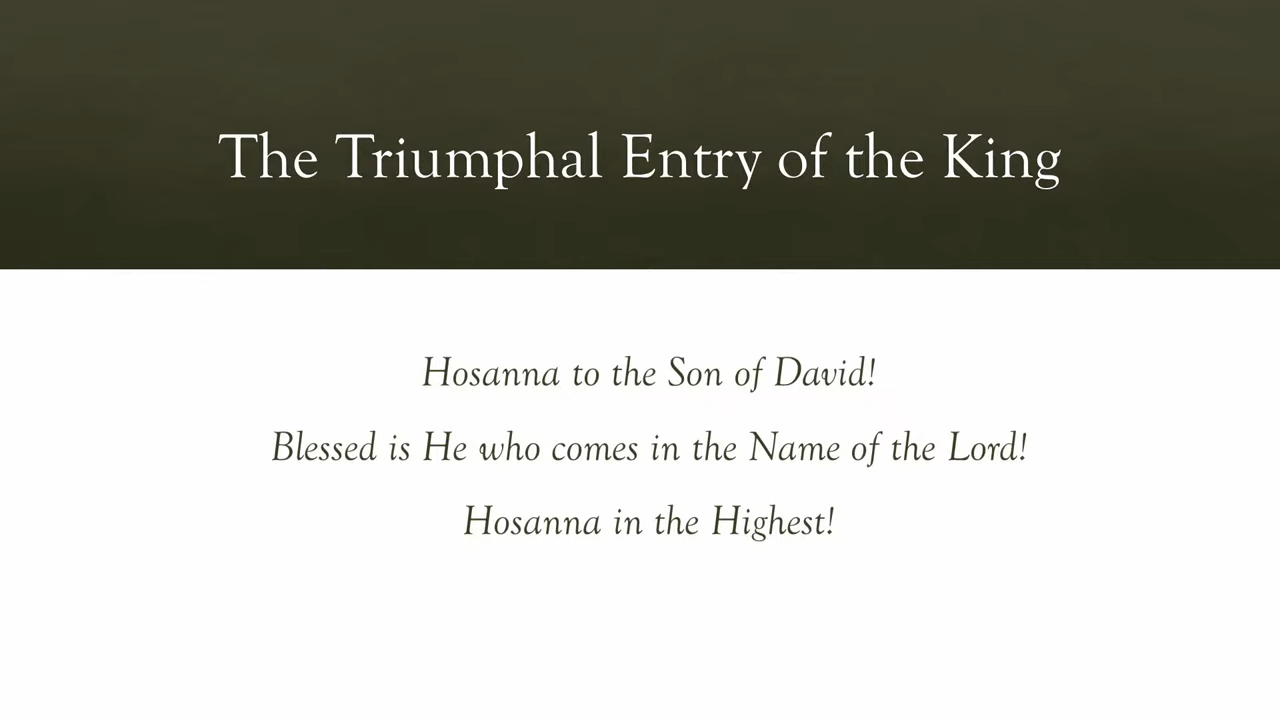 The Triumphal Entry of the King
Hosanna to the Son of David!
Blessed is He who comes in the Name of the Lord!
Hosanna in the Highest!